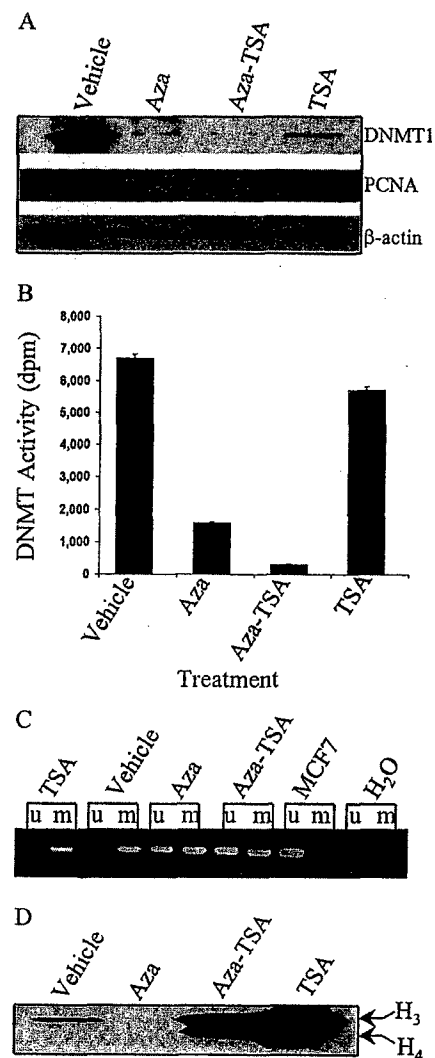 A
Vehicle Aza Aza-TSA TSA
DNMT1
PCNA
β-actin
B
DNMT Activity (dpm)
8,000
7,000
6,000
5,000
4,000
3,000
2,000
1,000
0
Vehicle Aza Aza-TSA TSA
Treatment
C
TSA Vehicle Aza Aza-TSA MCF7 H₂O
u m u m u m u m u m u m
D
Vehicle Aza Aza-TSA TSA
H₃
H₄